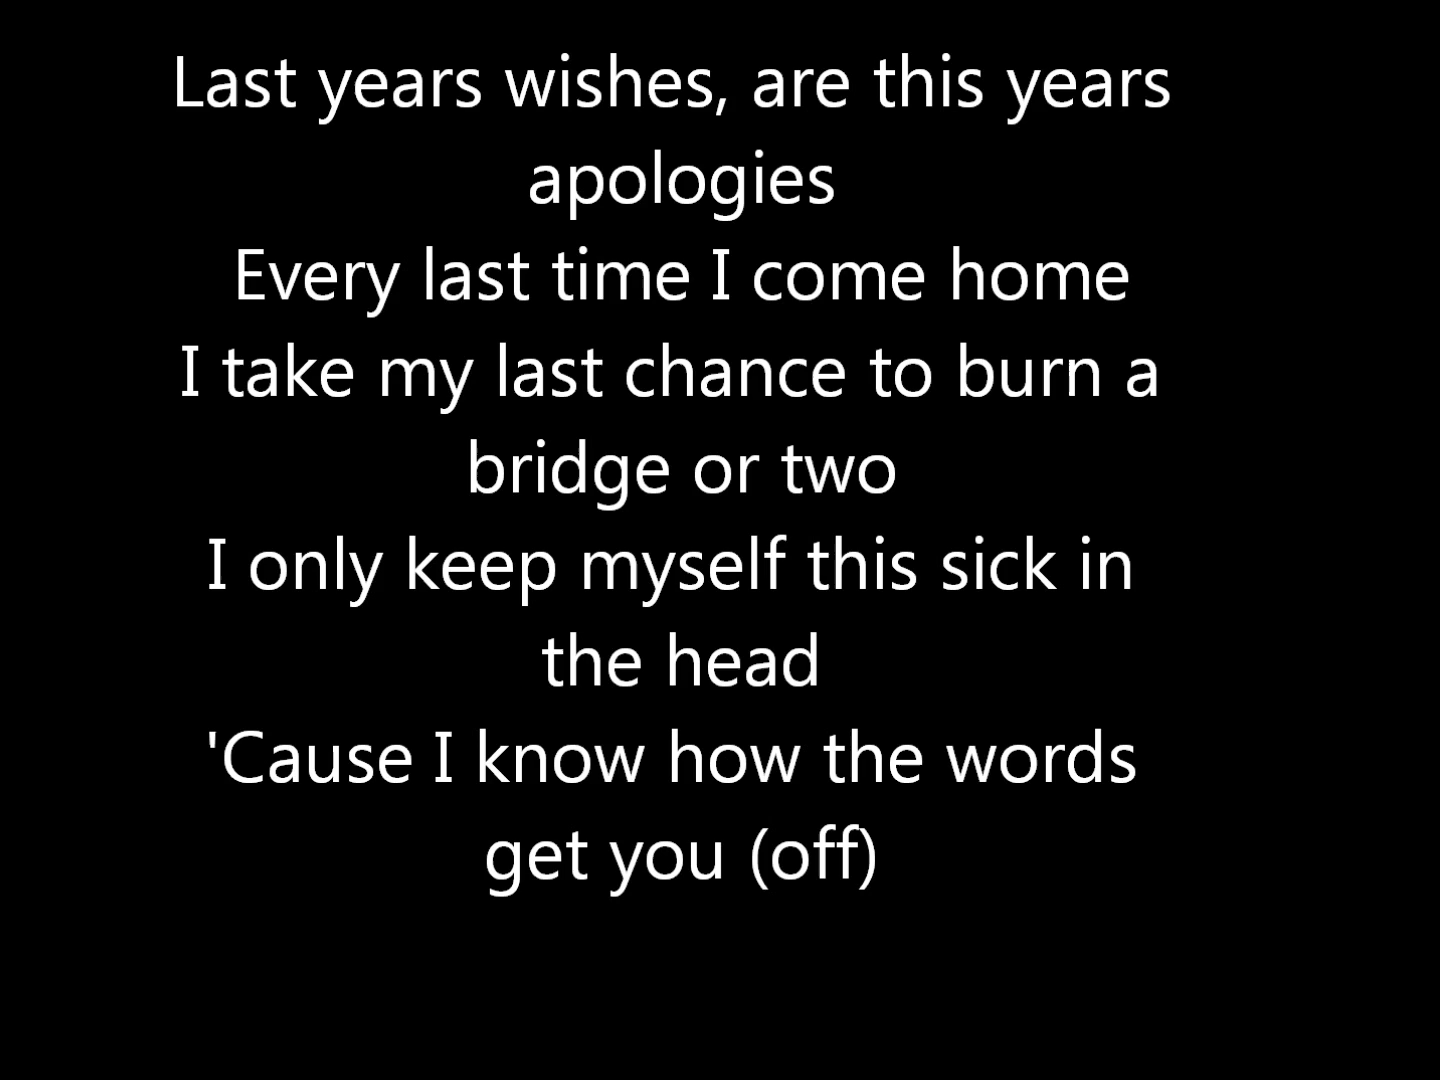 Last years wishes, are this years
apologies
Every last time I come home
I take my last chance to burn a
bridge or two
I only keep myself this sick in
the head
'Cause I know how the words
get you (off)